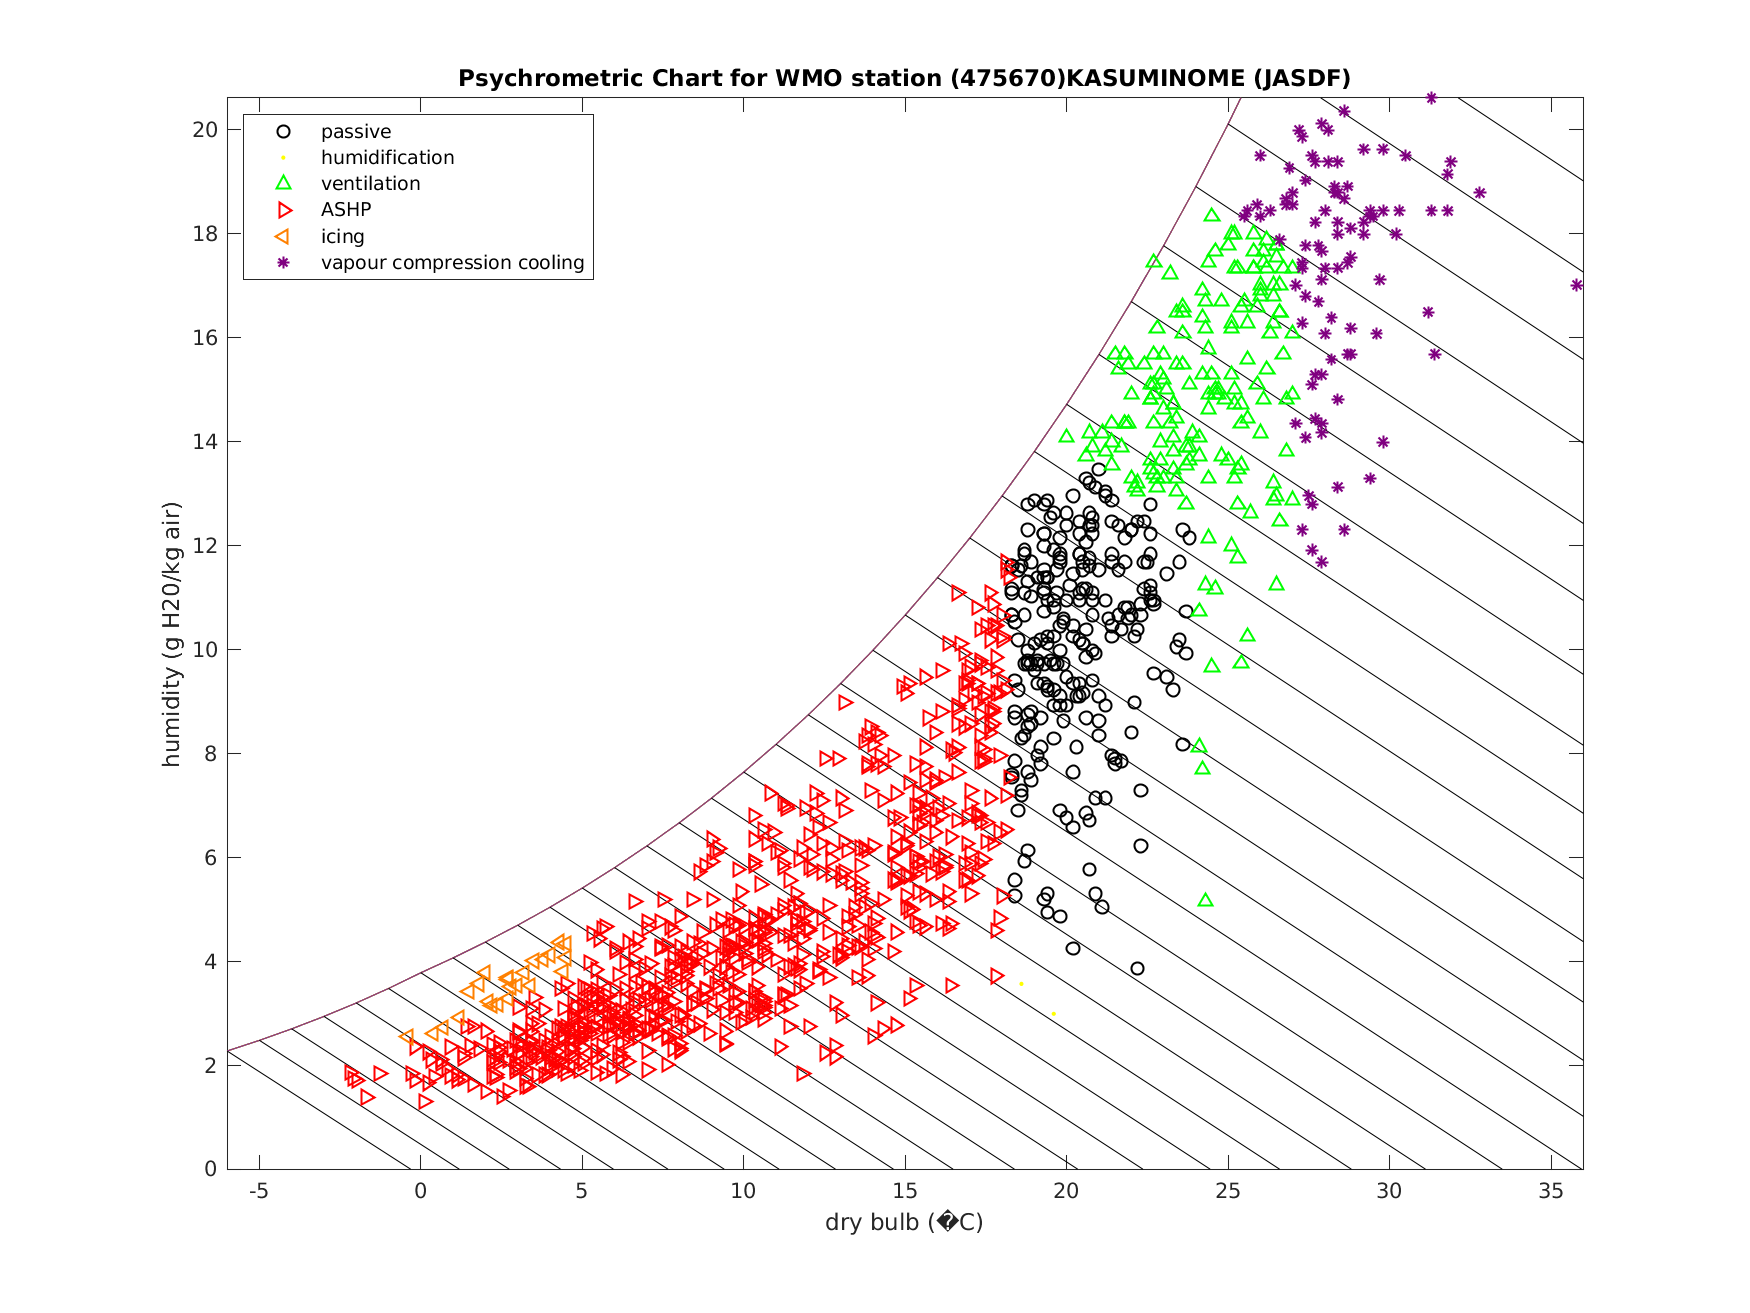 Psychrometric Chart for WMO station (475670)KASUMINOME (JASDF)
passive
humidification
ventilation
ASHP
icing
vapour compression cooling
humidity (g H20/kg air)
20
18
16
14
12
10
8
6
4
2
0
-5 0 5 10 15 20 25 30 35
dry bulb (�C)